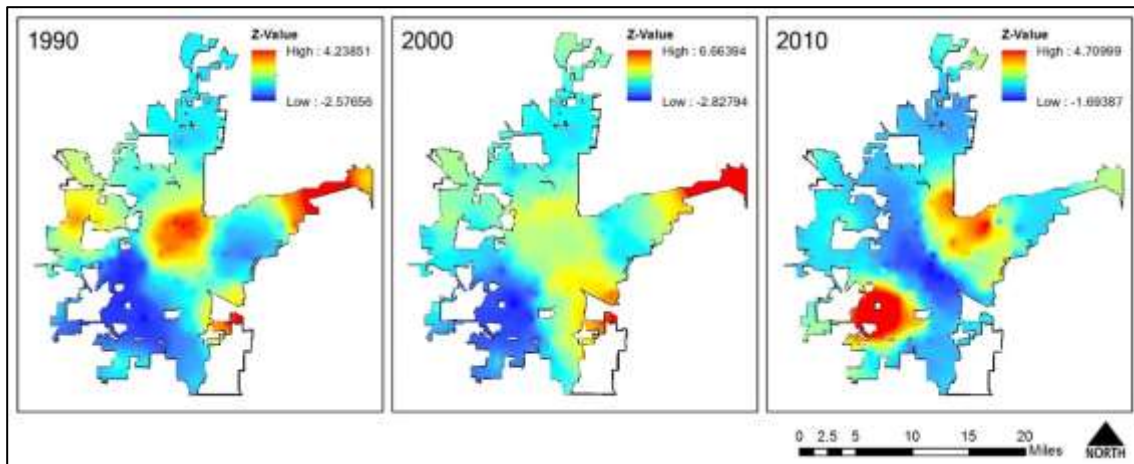 1990
Z-Value
High : 4.23851
Low : -2.57656
2000
Z-Value
High : 6.66394
Low : -2.82794
2010
Z-Value
High : 4.70999
Low : -1.69387
0 2.5 5 10 15 20
Miles
NORTH